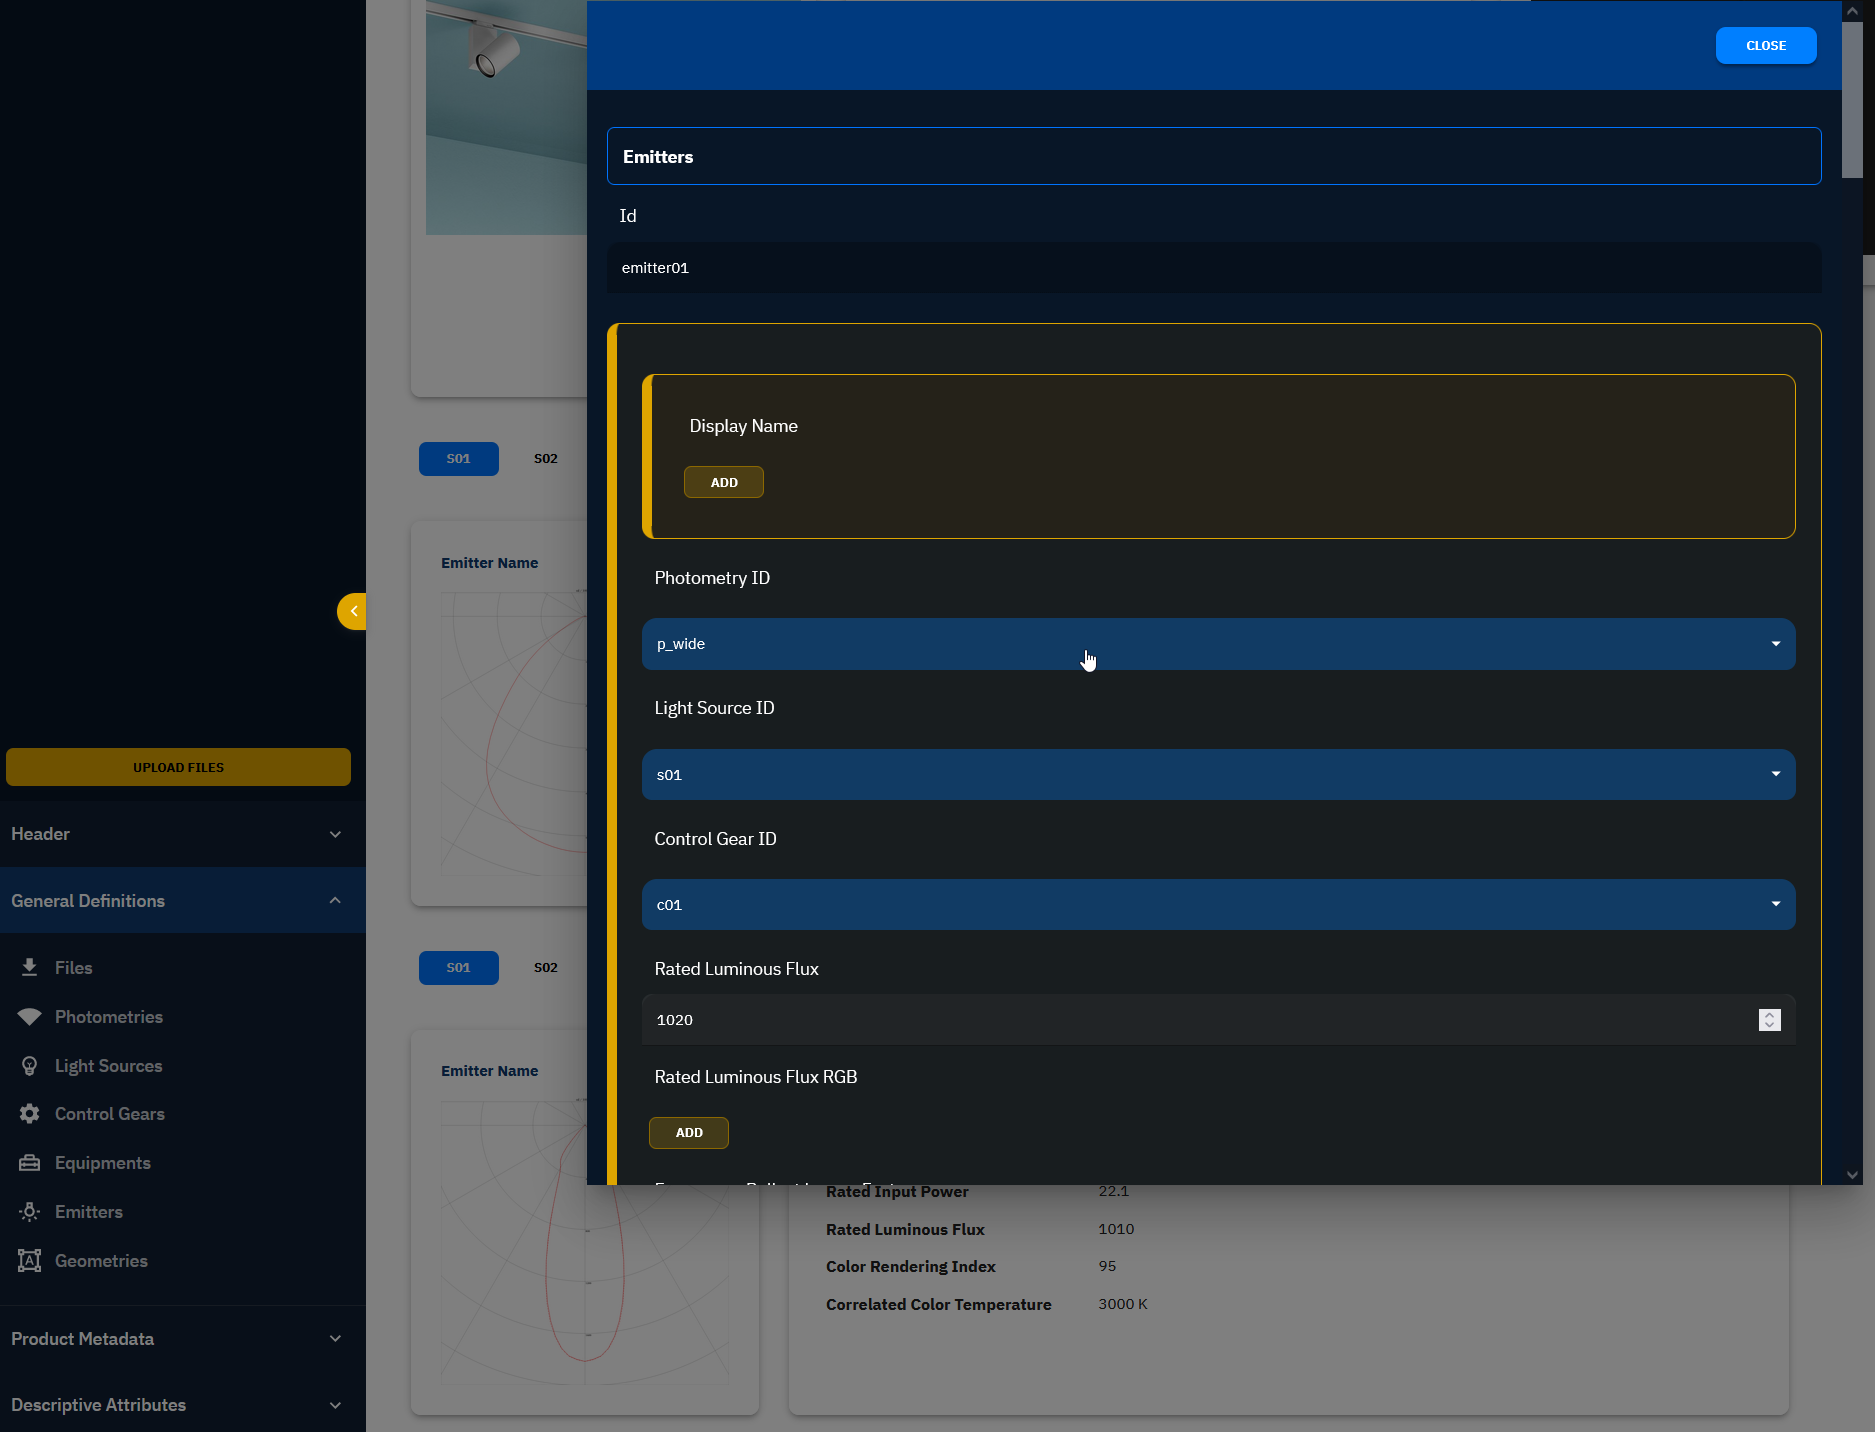 CLOSE
Emitters
Id
emitter01
Display Name
ADD
Photometry ID
p_wide
Light Source ID
s01
Control Gear ID
c01
Rated Luminous Flux
1020
Rated Luminous Flux RGB
ADD
S01 S02
Emitter Name
S01 S02
Emitter Name
Rated Input Power 22.1
Rated Luminous Flux 1010
Color Rendering Index 95
Correlated Color Temperature 3000 K
UPLOAD FILES
Header
General Definitions
Files
Photometries
Light Sources
Control Gears
Equipments
Emitters
Geometries
Product Metadata
Descriptive Attributes